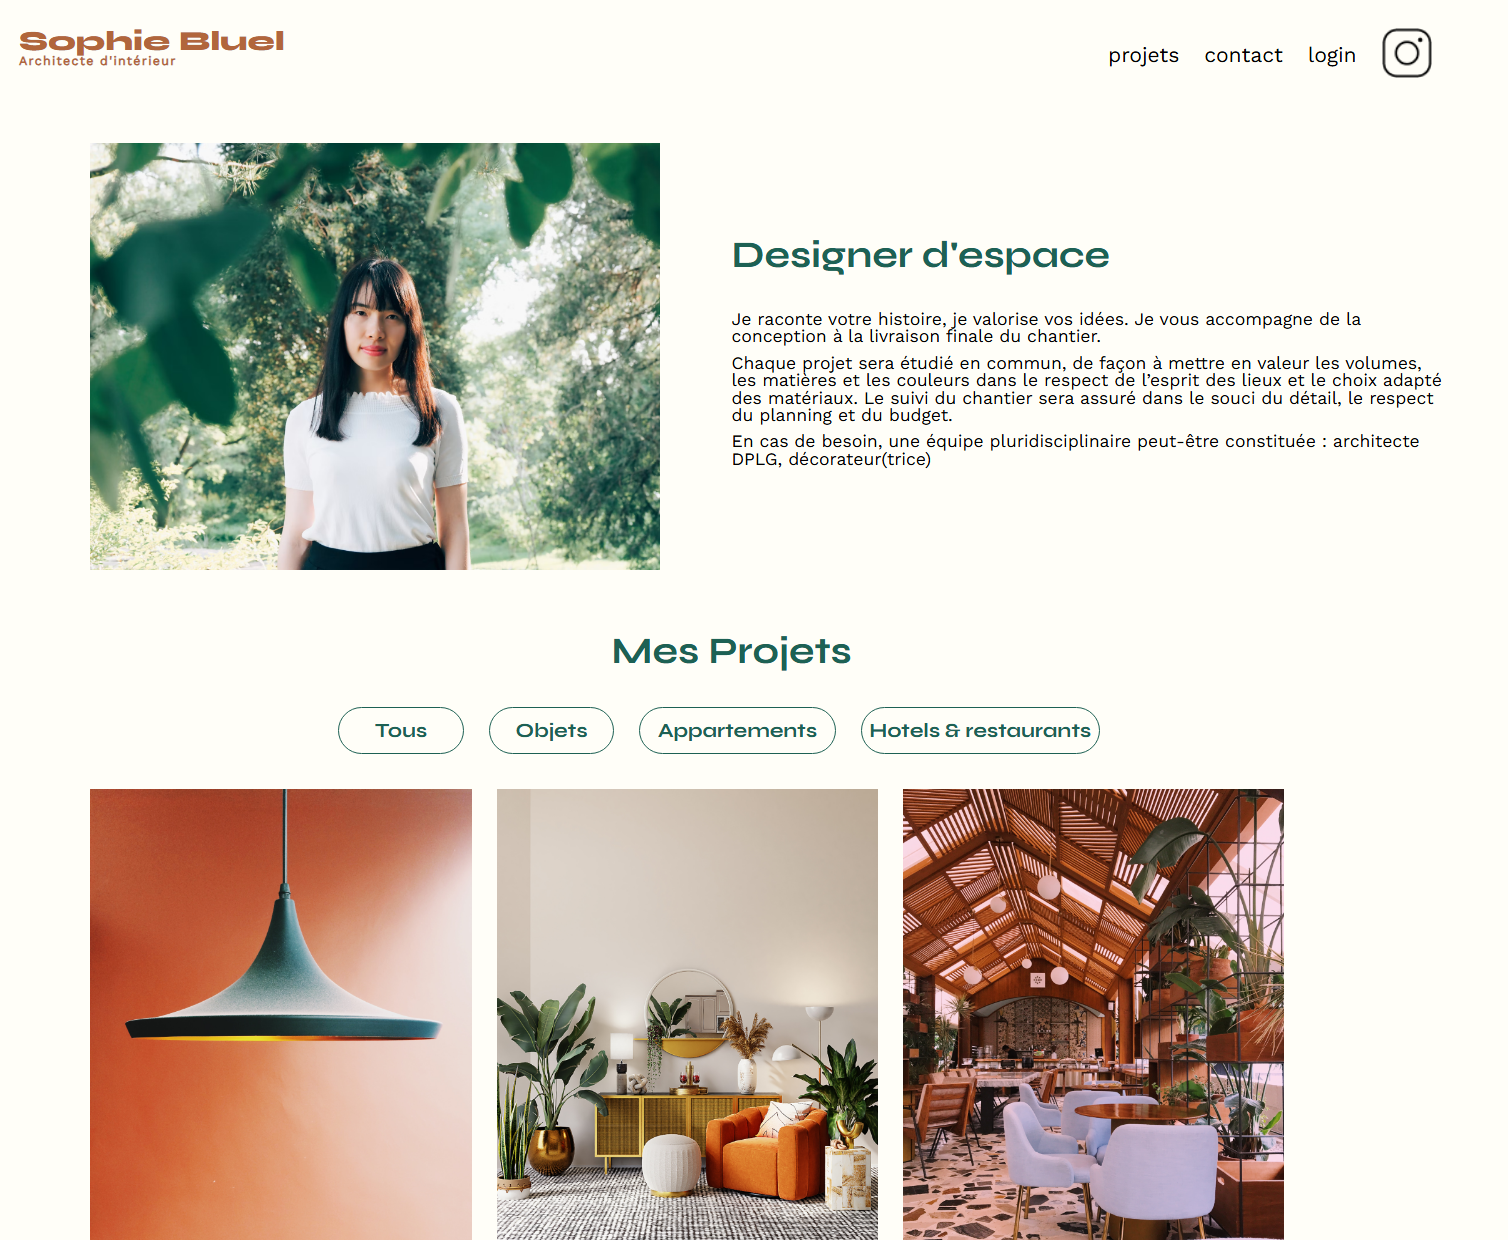 Sophie Bluel
Architecte d'intérieur
projets
contact
login
Designer d'espace
Je raconte votre histoire, je valorise vos idées. Je vous accompagne de la
conception à la livraison finale du chantier.
Chaque projet sera étudié en commun, de façon à mettre en valeur les volumes,
les matières et les couleurs dans le respect de l’esprit des lieux et le choix adapté
des matériaux. Le suivi du chantier sera assuré dans le souci du détail, le respect
du planning et du budget.
En cas de besoin, une équipe pluridisciplinaire peut-être constituée : architecte
DPLG, décorateur(trice)
Mes Projets
Tous
Objets
Appartements
Hotels & restaurants